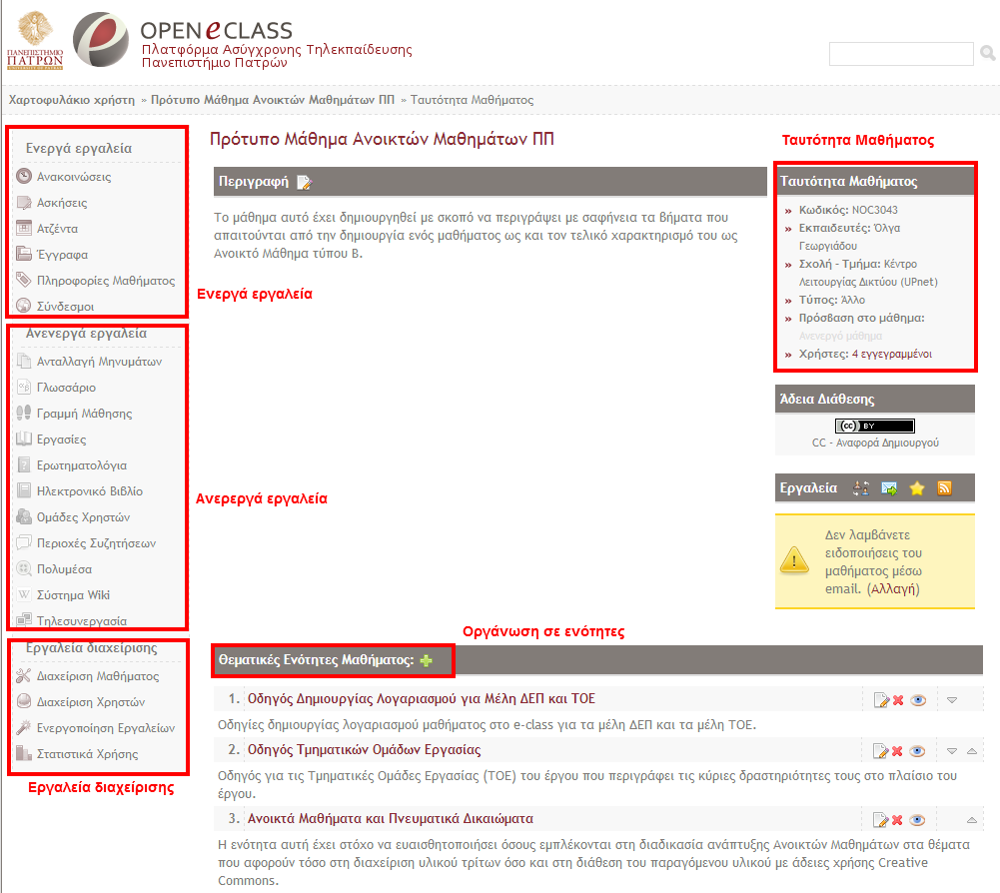 ΠΑΝΕΠΙΣΤΗΜΙΟ
ΠΑΤΡΩΝ
OPEN eCLASS
Πλατφόρμα Ασύγχρονης Τηλεκπαίδευσης
Πανεπιστήμιο Πατρών
Χαρτοφυλάκιο χρήστη » Πρότυπο Μάθημα Ανοικτών Μαθημάτων ΠΠ » Ταυτότητα Μαθήματος
Ενεργά εργαλεία
Ανακοινώσεις
Ασκήσεις
Ατζέντα
Έγγραφα
Πληροφορίες Μαθήματος
Σύνδεσμοι
Ενεργά εργαλεία
Ανενεργά εργαλεία
Ανταλλαγή Μηνυμάτων
Γλωσσάριο
Γραμμή Μάθησης
Εργασίες
Ερωτηματολόγια
Ηλεκτρονικό Βιβλίο
Ομάδες Χρηστών
Περιοχές Συζητήσεων
Πολυμέσα
Σύστημα Wiki
Τηλεσυνεργασία
Ανερεργά εργαλεία
Εργαλεία διαχείρισης
Διαχείριση Μαθήματος
Διαχείριση Χρηστών
Ενεργοποίηση Εργαλείων
Στατιστικά Χρήσης
Εργαλεία διαχείρισης
Πρότυπο Μάθημα Ανοικτών Μαθημάτων ΠΠ
Περιγραφή
Το μάθημα αυτό έχει δημιουργηθεί με σκοπό να περιγράψει με σαφήνεια τα βήματα που
απαιτούνται από την δημιουργία ενός μαθήματος ως και τον τελικό χαρακτηρισμό του ως
Ανοικτό Μάθημα τύπου Β.
Ταυτότητα Μαθήματος
Ταυτότητα Μαθήματος
» Κωδικός: NOC3043
» Εκπαιδευτές: Όλγα
Γεωργιάδου
» Σχολή - Τμήμα: Κέντρο
Λειτουργίας Δικτύου (UPnet)
» Τύπος: Άλλο
» Πρόσβαση στο μάθημα:
Ανενεργό μάθημα
» Χρήστες: 4 εγγεγραμμένοι
Άδεια Διάθεσης
cc BY
CC - Αναφορά Δημιουργού
Εργαλεία
Δεν λαμβάνετε
ειδοποιήσεις του
μαθήματος μέσω
email. (Αλλαγή)
Οργάνωση σε ενότητες
Θεματικές Ενότητες Μαθήματος:
1. Οδηγός Δημιουργίας Λογαριασμού για Μέλη ΔΕΠ και ΤΟΕ
Οδηγίες δημιουργίας λογαριασμού μαθήματος στο e-class για τα μέλη ΔΕΠ και τα μέλη ΤΟΕ.
2. Οδηγός Τμηματικών Ομάδων Εργασίας
Οδηγός για τις Τμηματικές Ομάδες Εργασίας (ΤΟΕ) του έργου που περιγράφει τις κύριες δραστηριότητες τους στο πλαίσιο του
έργου.
3. Ανοικτά Μαθήματα και Πνευματικά Δικαιώματα
Η ενότητα αυτή έχει στόχο να ευαισθητοποιήσει όσους εμπλέκονται στη διαδικασία ανάπτυξης Ανοικτών Μαθημάτων στα θέματα
που αφορούν τόσο στη διαχείριση υλικού τρίτων όσο και στη διάθεση του παραγόμενου υλικού με άδειες χρήσης Creative
Commons.